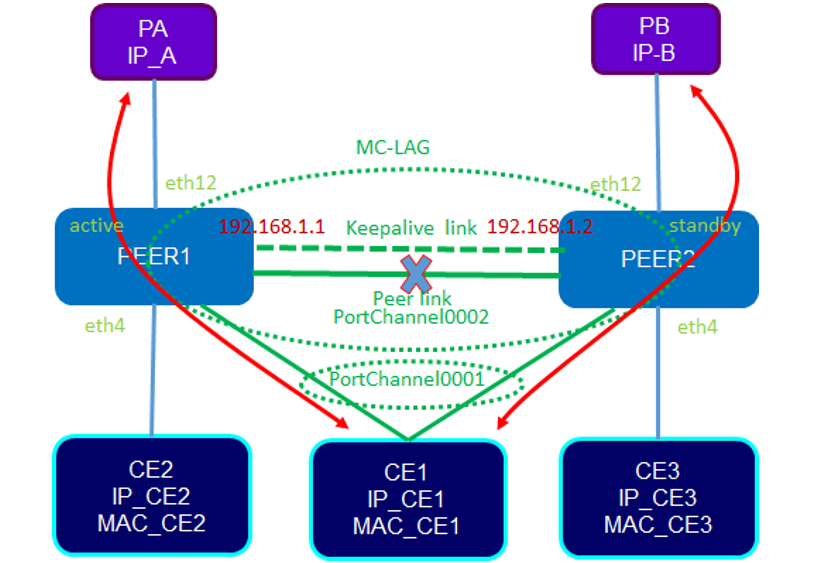 PA
IP_A
PB
IP-B
MC-LAG
eth12
eth12
active
192.168.1.1
Keepalive link
192.168.1.2
standby
PEER1
PEER2
Peer link
PortChannel0002
eth4
eth4
PortChannel0001
CE2
IP_CE2
MAC_CE2
CE1
IP_CE1
MAC_CE1
CE3
IP_CE3
MAC_CE3